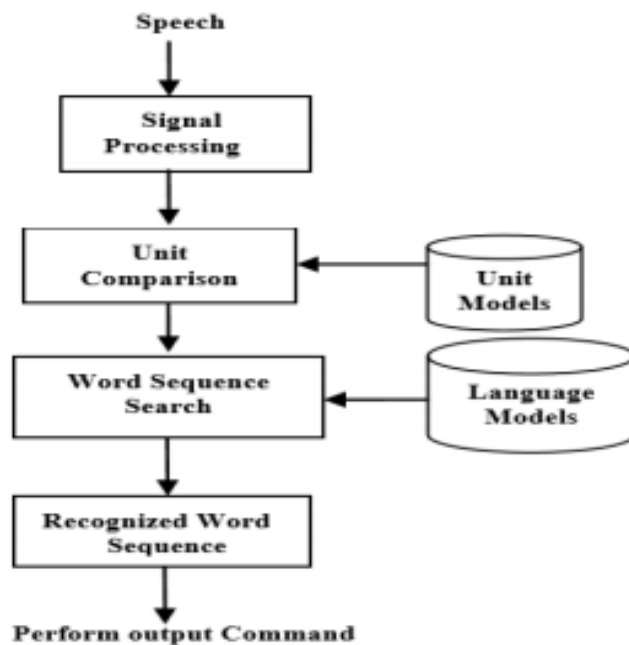 Speech
Signal
Processing
Unit
Comparison
Unit
Models
Word Sequence
Search
Language
Models
Recognized Word
Sequence
Perform output Command